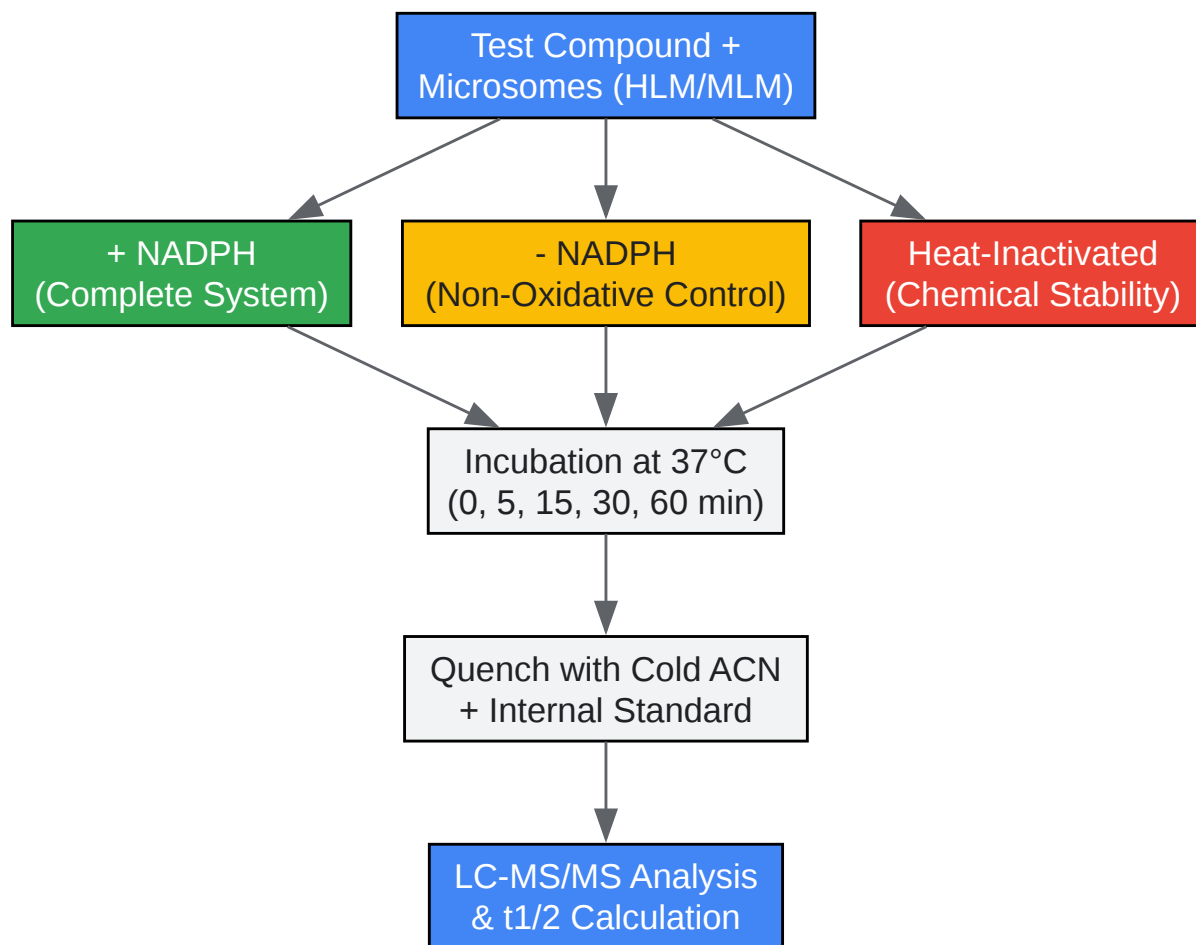 Test Compound +
Microsomes (HLM/MLM)
+ NADPH
(Complete System)
- NADPH
(Non-Oxidative Control)
Heat-Inactivated
(Chemical Stability)
Incubation at 37°C
(0, 5, 15, 30, 60 min)
Quench with Cold ACN
+ Internal Standard
LC-MS/MS Analysis
& t1/2 Calculation